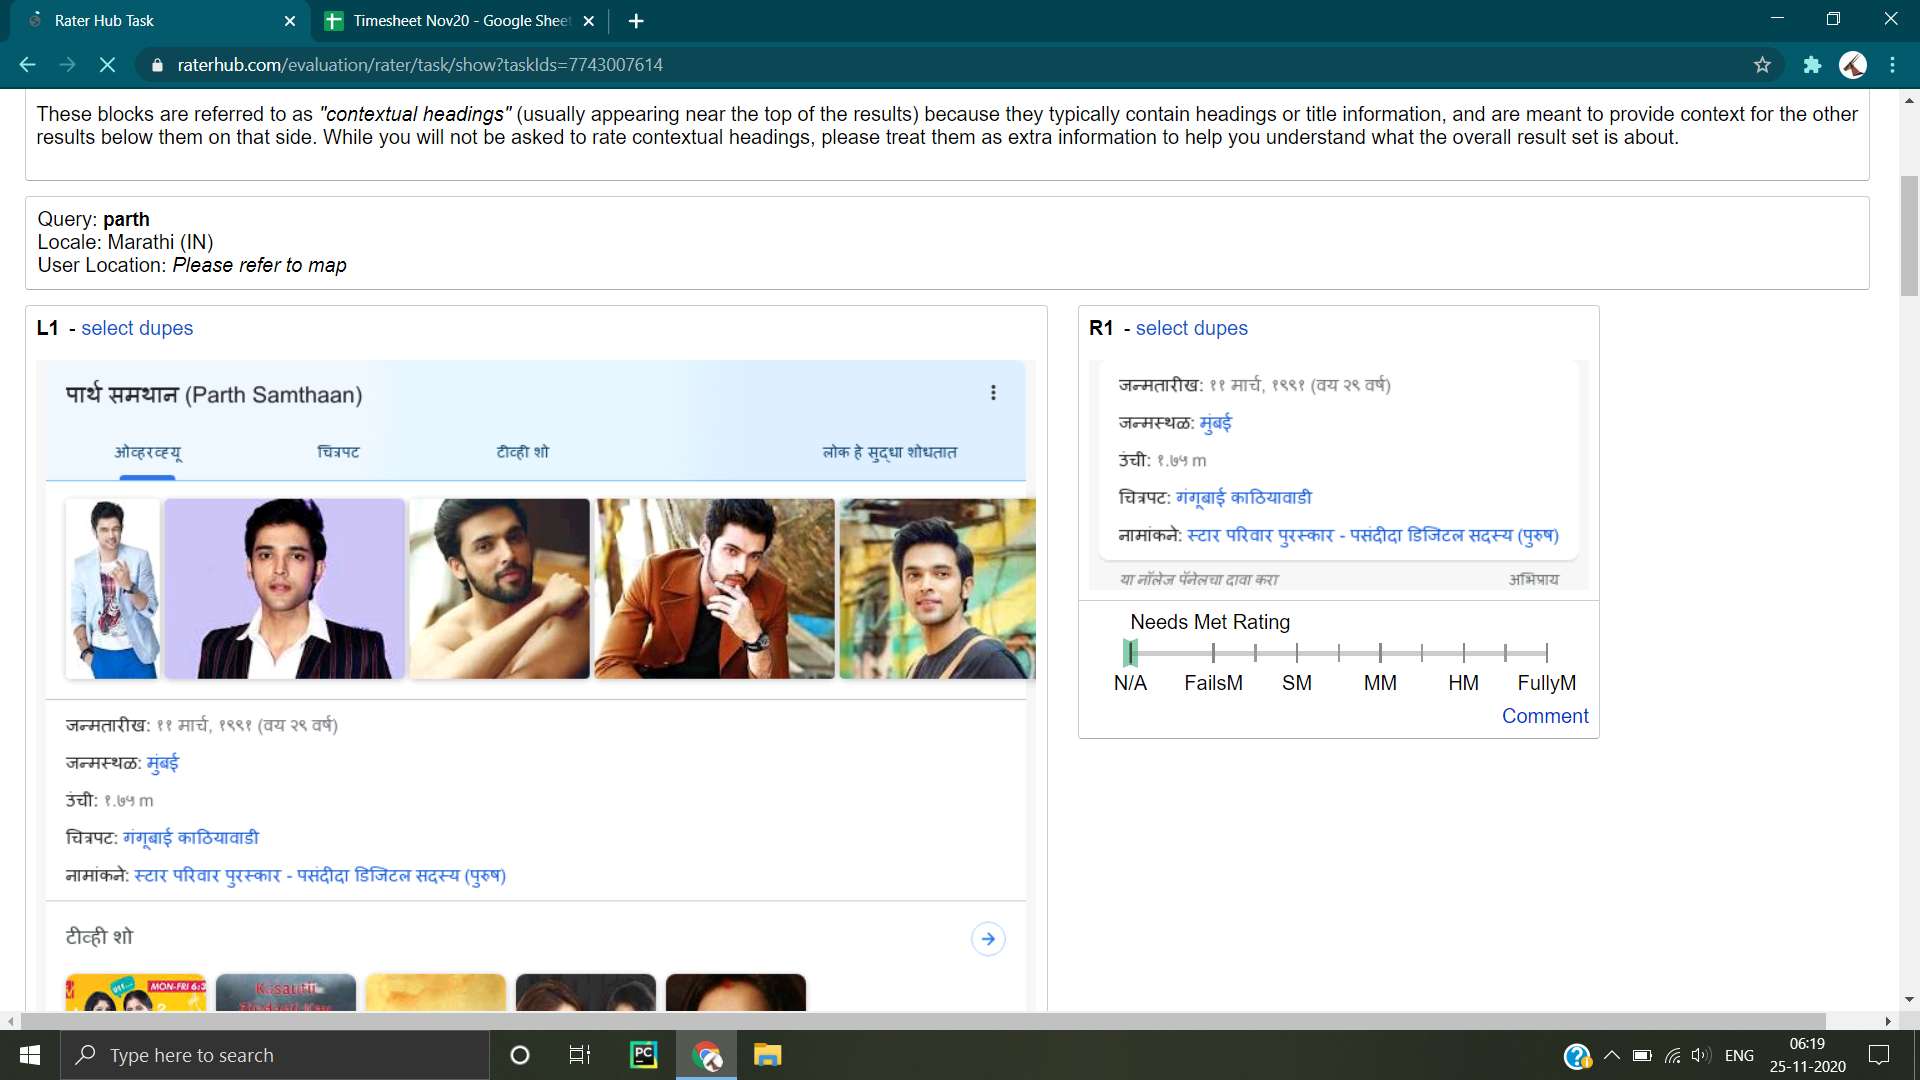 Rater Hub Task
Timesheet Nov20 - Google Sheet
raterhub.com/evaluation/rater/task/show?taskIds=7743007614
These blocks are referred to as "contextual headings" (usually appearing near the top of the results) because they typically contain headings or title information, and are meant to provide context for the other
results below them on that side. While you will not be asked to rate contextual headings, please treat them as extra information to help you understand what the overall result set is about.
Query: parth
Locale: Marathi (IN)
User Location: Please refer to map
L1 - select dupes
पार्थ समथान (Parth Samthaan)
ओव्हरव्ह्यू चित्रपट टीव्ही शो लोक हे सुद्धा शोधतात
जन्मतारीख: ११ मार्च, १९९१ (वय २९ वर्ष)
जन्मस्थळ: मुंबई
उंची: १.७५ m
चित्रपट: गंगूबाई काठियावाडी
नामांकने: स्टार परिवार पुरस्कार - पसंदीदा डिजिटल सदस्य (पुरुष)
टीव्ही शो
MON-FRI 6:3
R1 - select dupes
जन्मतारीख: ११ मार्च, १९९१ (वय २९ वर्ष)
जन्मस्थळ: मुंबई
उंची: १.७५ m
चित्रपट: गंगूबाई काठियावाडी
नामांकने: स्टार परिवार पुरस्कार - पसंदीदा डिजिटल सदस्य (पुरुष)
या नॉलेज पॅनेलचा दावा करा अभिप्राय
Needs Met Rating
N/A FailsM SM MM HM FullyM
Comment
Type here to search
PC
ENG
06:19
25-11-2020